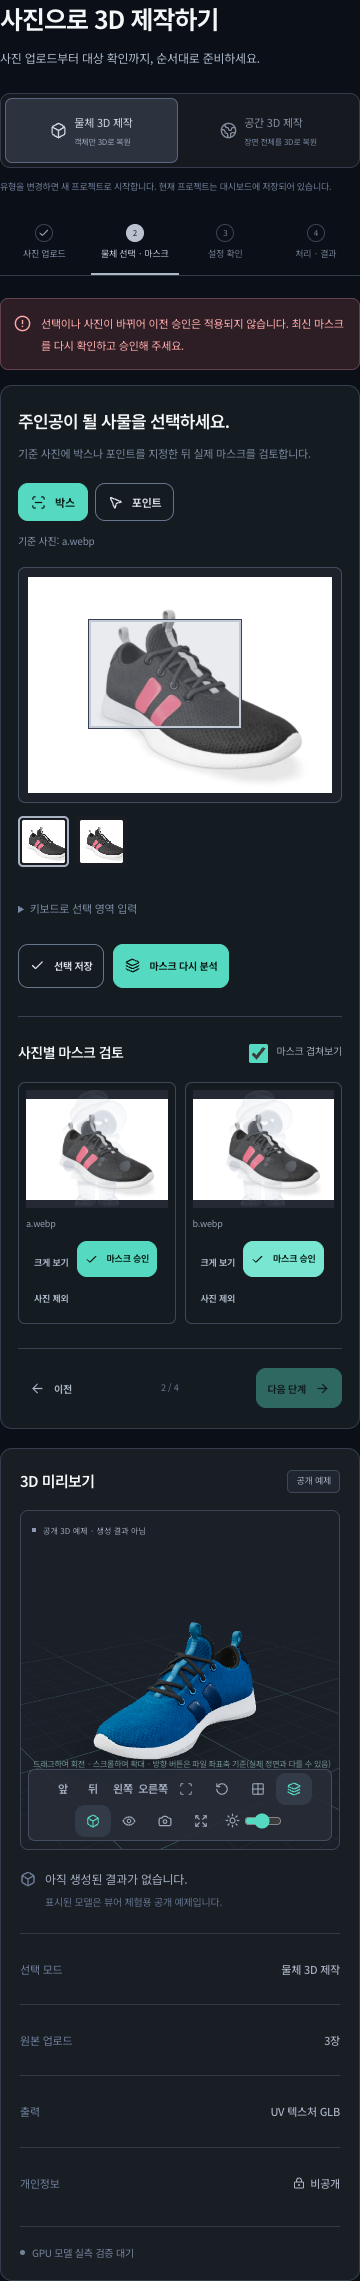 사진으로 3D 제작하기
사진 업로드부터 대상 확인까지, 순서대로 준비하세요.
물체 3D 제작
객체만 3D로 복원
공간 3D 제작
장면 전체를 3D로 복원
유형을 변경하면 새 프로젝트로 시작합니다. 현재 프로젝트는 대시보드에 저장되어 있습니다.
사진 업로드
2
물체 선택 · 마스크
3
설정 확인
4
처리 · 결과
선택이나 사진이 바뀌어 이전 승인은 적용되지 않습니다. 최신 마스크
를 다시 확인하고 승인해 주세요.
주인공이 될 사물을 선택하세요.
기준 사진에 박스나 포인트를 지정한 뒤 실제 마스크를 검토합니다.
박스
포인트
기준 사진: a.webp
키보드로 선택 영역 입력
선택 저장
마스크 다시 분석
사진별 마스크 검토
마스크 겹쳐보기
a.webp
크게 보기
마스크 승인
사진 제외
b.webp
크게 보기
마스크 승인
사진 제외
이전
2 / 4
다음 단계
3D 미리보기
공개 예제
공개 3D 예제 · 생성 결과 아님
드래그하여 회전 · 스크롤하여 확대 · 방향 버튼은 파일 좌표축 기준(실제 정면과 다를 수 있음)
앞
뒤
왼쪽
오른쪽
아직 생성된 결과가 없습니다.
표시된 모델은 뷰어 체험용 공개 예제입니다.
선택 모드
물체 3D 제작
원본 업로드
3장
출력
UV 텍스처 GLB
개인정보
비공개
GPU 모델 실측 검증 대기